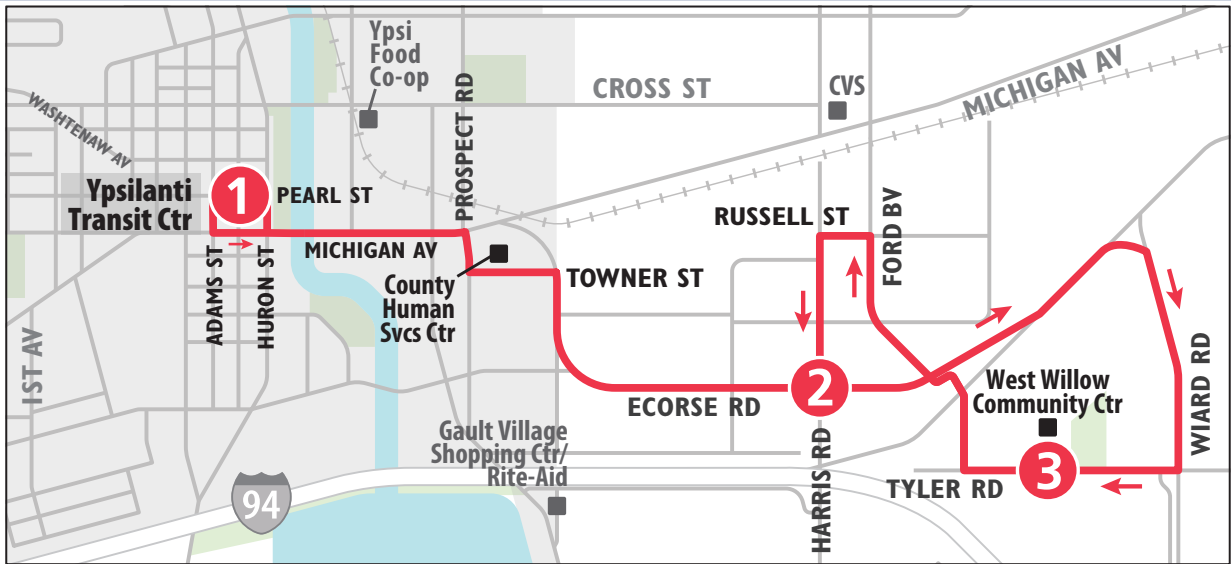 Ypsi
Food
Co-op
WASHTENAW AV
CROSS ST
CVS
MICHIGAN AV
PROSPECT RD
Ypsilanti
Transit Ctr
1
PEARL ST
MICHIGAN AV
ADAMS ST
HURON ST
County
Human
Svcs Ctr
TOWNER ST
RUSSELL ST
FORD BV
1ST AV
ECORSE RD
2
HARRIS RD
West Willow
Community Ctr
WIARD RD
Gault Village
Shopping Ctr/
Rite-Aid
94
TYLER RD
3